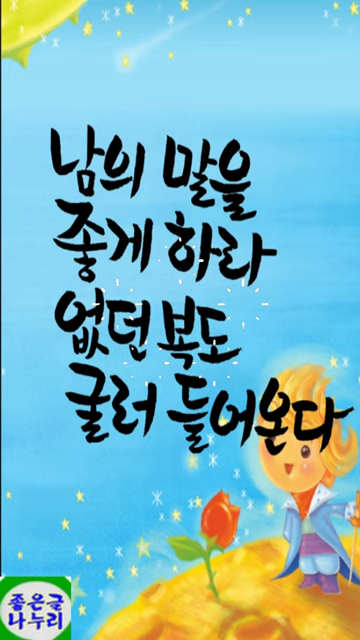 남의 말을
좋게 하라
없던 복도
굴러 들어온다
좋은글
나누리